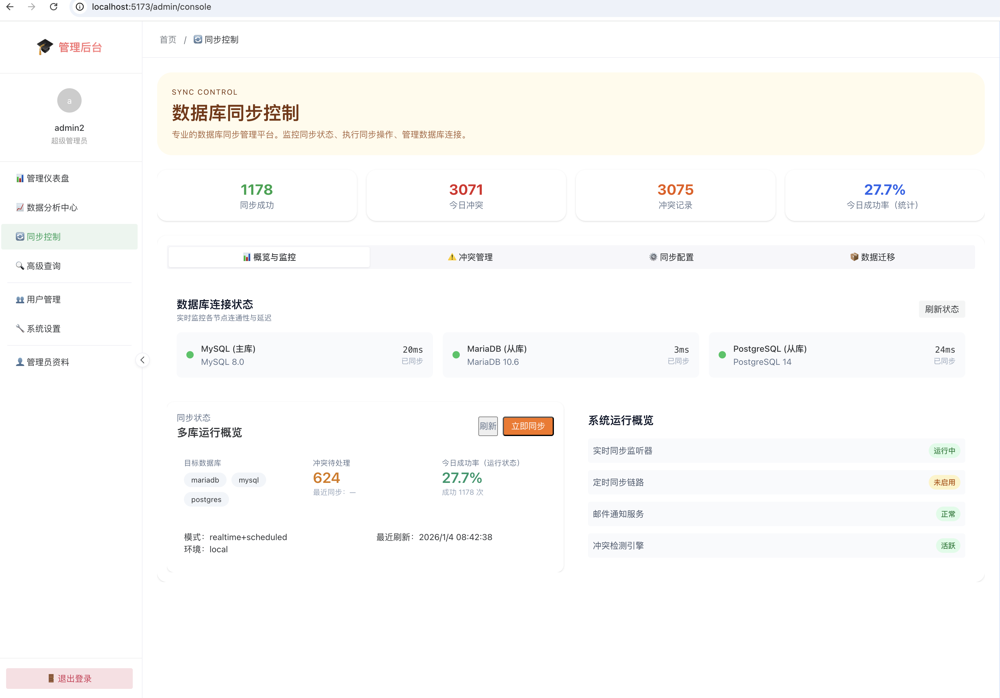 localhost:5173/admin/console
管理后台
a
admin2
超级管理员
管理仪表盘
数据分析中心
同步控制
高级查询
用户管理
系统设置
管理员资料
退出登录
首页 / 同步控制
SYNC CONTROL
数据库同步控制
专业的数据库同步管理平台。监控同步状态、执行同步操作、管理数据库连接。
1178
同步成功
3071
今日冲突
3075
冲突记录
27.7%
今日成功率（统计）
概览与监控
冲突管理
同步配置
数据迁移
数据库连接状态
实时监控各节点连通性与延迟
刷新状态
MySQL (主库)
MySQL 8.0
20ms
已同步
MariaDB (从库)
MariaDB 10.6
3ms
已同步
PostgreSQL (从库)
PostgreSQL 14
24ms
已同步
同步状态
多库运行概览
刷新
立即同步
目标数据库
mariadb
mysql
postgres
冲突待处理
624
最近同步：—
今日成功率（运行状态）
27.7%
成功 1178 次
模式：realtime+scheduled
环境：local
最近刷新：2026/1/4 08:42:38
系统运行概览
实时同步监听器
运行中
定时同步链路
未启用
邮件通知服务
正常
冲突检测引擎
活跃